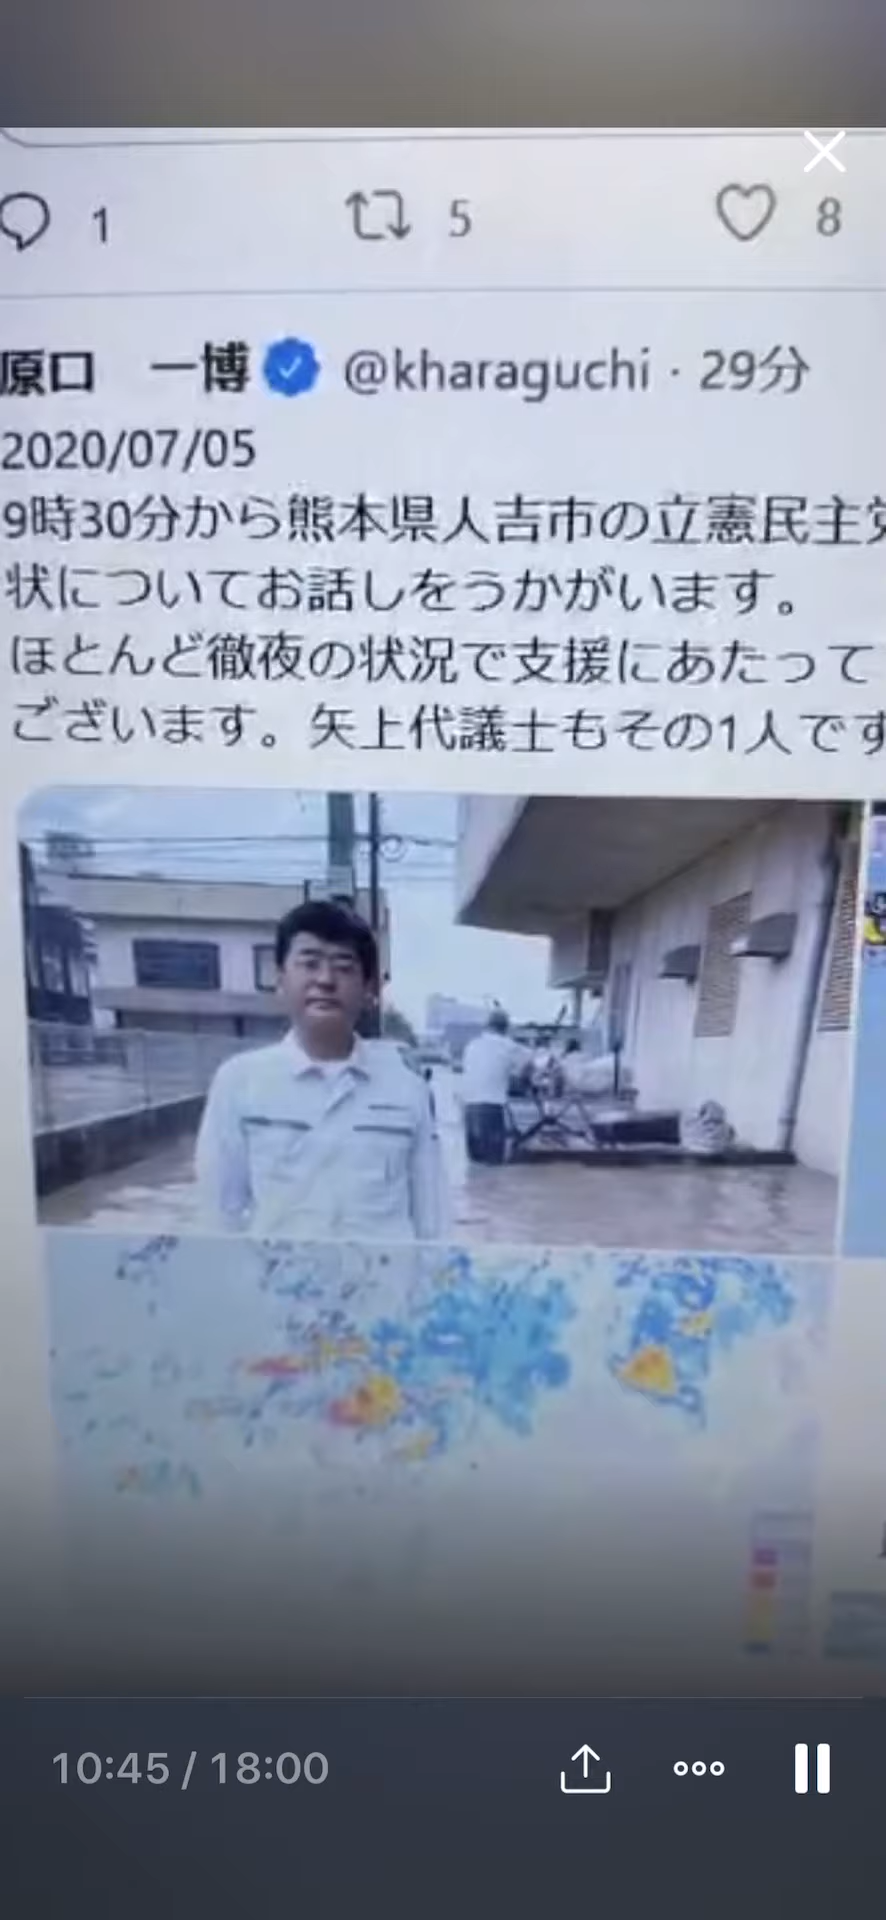 1 5 8
原口 一博 @kharaguchi · 29分
2020/07/05
9時30分から熊本県人吉市の立憲民主党
状についてお話しをうかがいます。
ほとんど徹夜の状況で支援にあたって
ございます。矢上代議士もその1人です
10:45 / 18:00